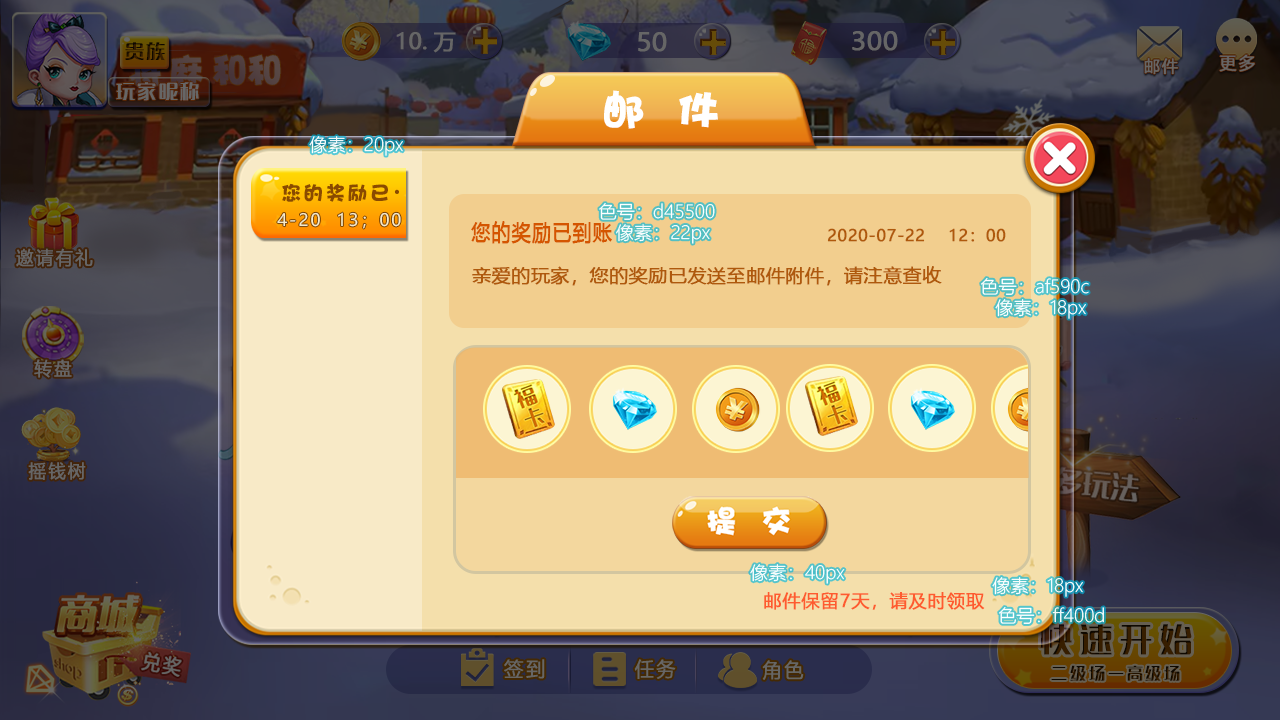 贵族
玩家昵称
10.万
50
300
邮件
更多
和和
邮 件
像素：20px
您的奖励已·
4-20 13；00
色号：d45500
您的奖励已到账
像素：22px
2020-07-22 12：00
亲爱的玩家，您的奖励已发送至邮件附件，请注意查收
色号：af590c
像素：18px
邀请有礼
转盘
摇钱树
福卡
福卡
多玩法
提 交
像素：40px
邮件保留7天，请及时领取
像素：18px
色号：ff400d
商城
shop
兑奖
签到
任务
角色
快速开始
二级场—高级场